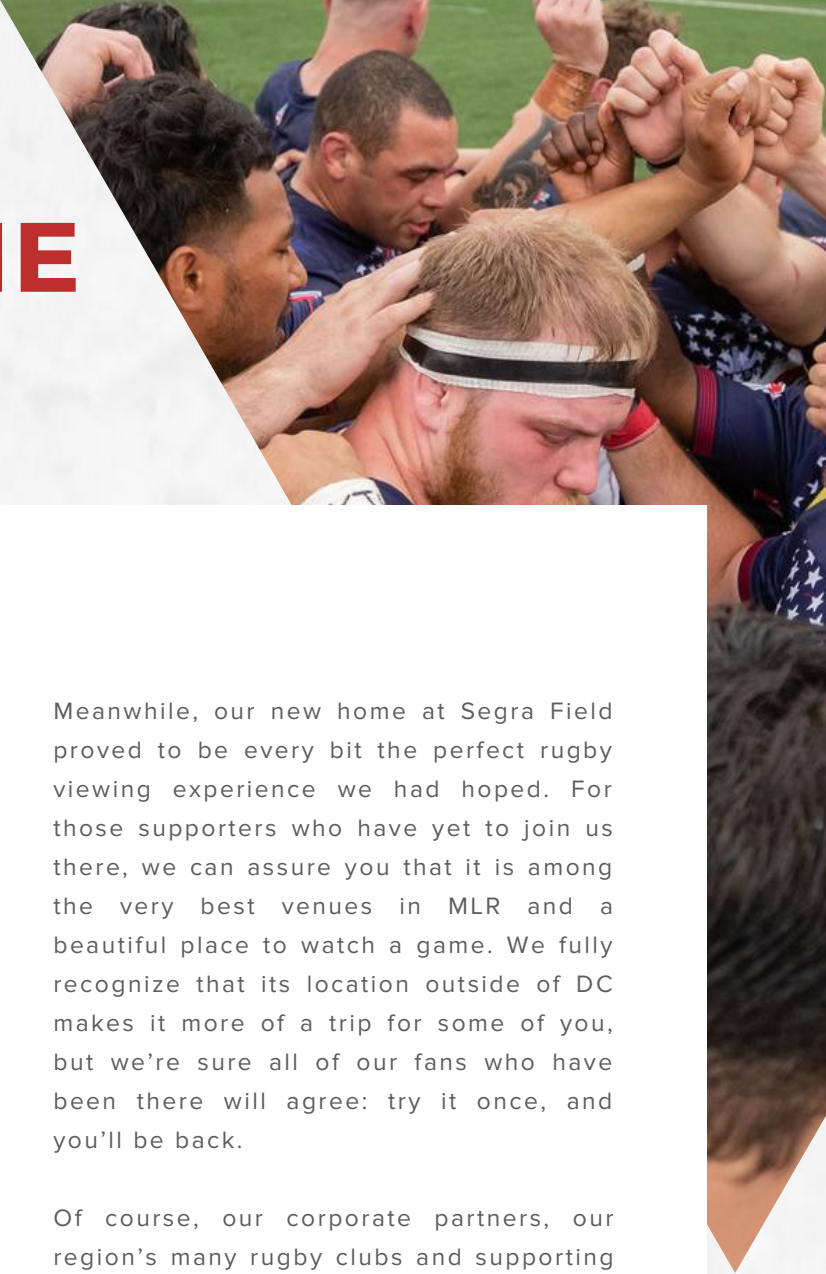 IE
Meanwhile, our new home at Segra Field
proved to be every bit the perfect rugby
viewing experience we had hoped. For
those supporters who have yet to join us
there, we can assure you that it is among
the very best venues in MLR and a
beautiful place to watch a game. We fully
recognize that its location outside of DC
makes it more of a trip for some of you,
but we’re sure all of our fans who have
been there will agree: try it once, and
you’ll be back.
Of course, our corporate partners, our
region’s many rugby clubs and supporting